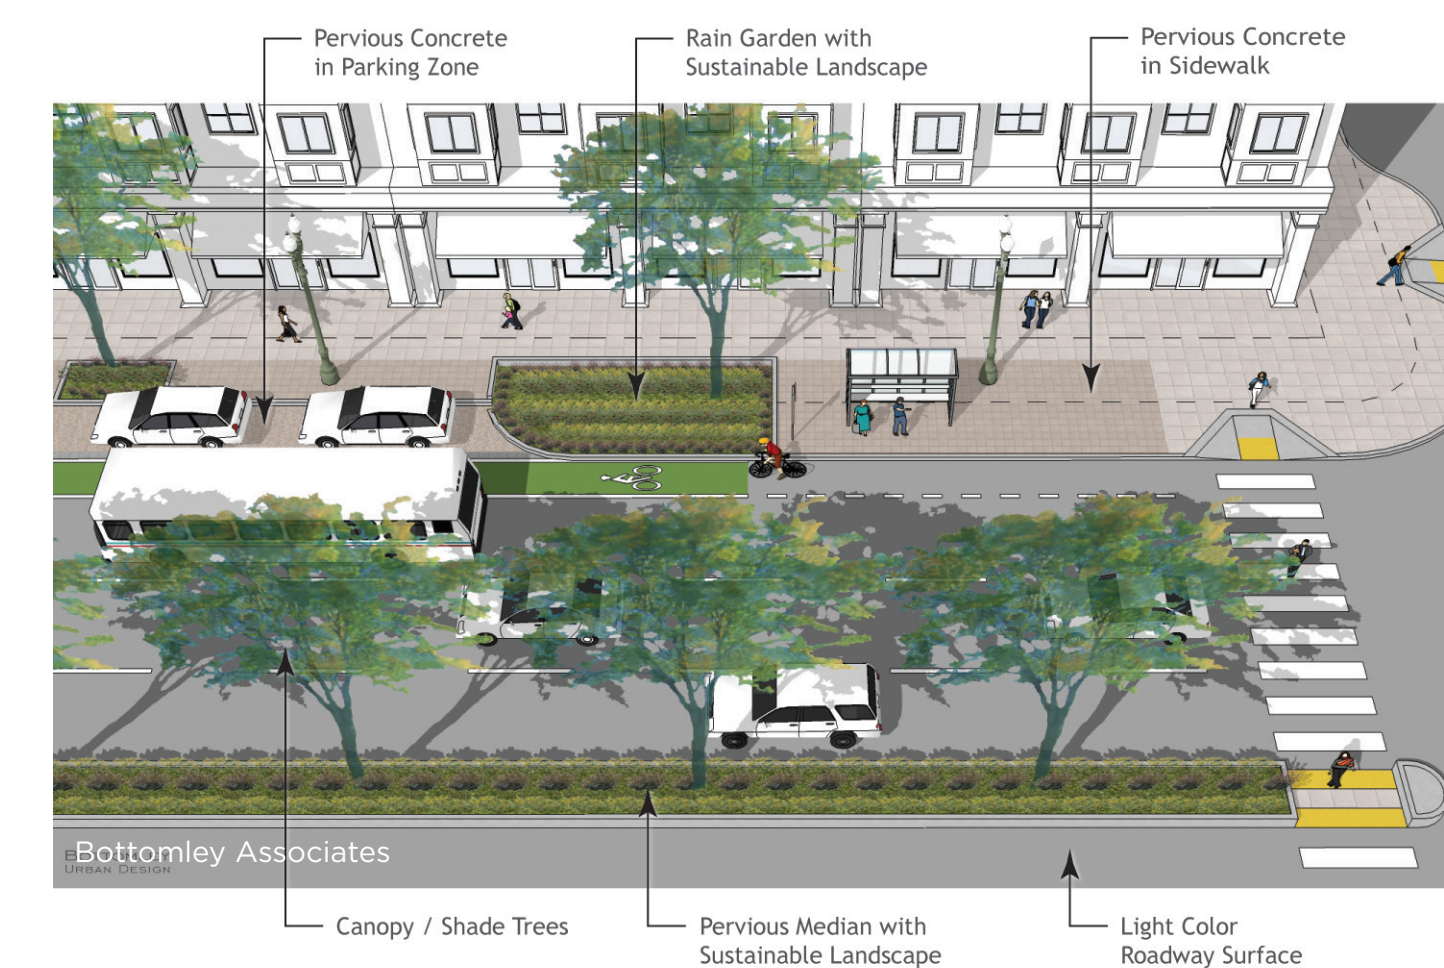 Pervious Concrete
in Parking Zone
Rain Garden with
Sustainable Landscape
Pervious Concrete
in Sidewalk
Bottomley Associates
BOTTOMLEY
URBAN DESIGN
Canopy / Shade Trees
Pervious Median with
Sustainable Landscape
Light Color
Roadway Surface